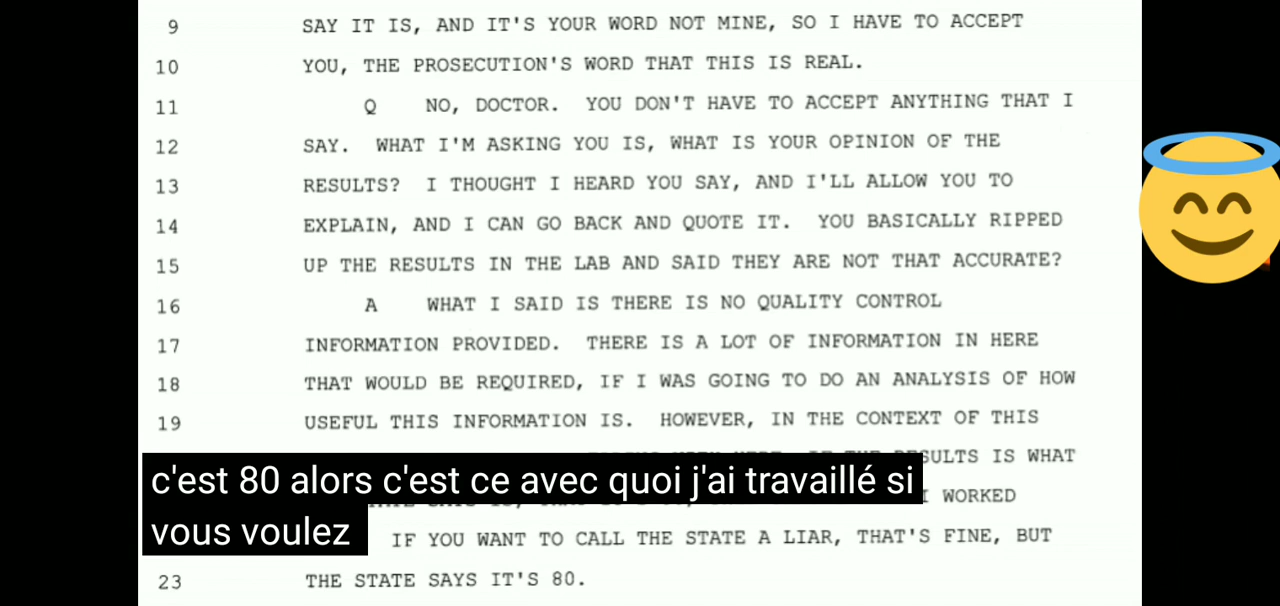 9 SAY IT IS, AND IT'S YOUR WORD NOT MINE, SO I HAVE TO ACCEPT
10 YOU, THE PROSECUTION'S WORD THAT THIS IS REAL.
11 Q NO, DOCTOR. YOU DON'T HAVE TO ACCEPT ANYTHING THAT I
12 SAY. WHAT I'M ASKING YOU IS, WHAT IS YOUR OPINION OF THE
13 RESULTS? I THOUGHT I HEARD YOU SAY, AND I'LL ALLOW YOU TO
14 EXPLAIN, AND I CAN GO BACK AND QUOTE IT. YOU BASICALLY RIPPED
15 UP THE RESULTS IN THE LAB AND SAID THEY ARE NOT THAT ACCURATE?
16 A WHAT I SAID IS THERE IS NO QUALITY CONTROL
17 INFORMATION PROVIDED. THERE IS A LOT OF INFORMATION IN HERE
18 THAT WOULD BE REQUIRED, IF I WAS GOING TO DO AN ANALYSIS OF HOW
19 USEFUL THIS INFORMATION IS. HOWEVER, IN THE CONTEXT OF THIS
IS WHAT
c'est 80 alors c'est ce avec quoi j'ai travaillé si
I WORKED
vous voulez
IF YOU WANT TO CALL THE STATE A LIAR, THAT'S FINE, BUT
23 THE STATE SAYS IT'S 80.